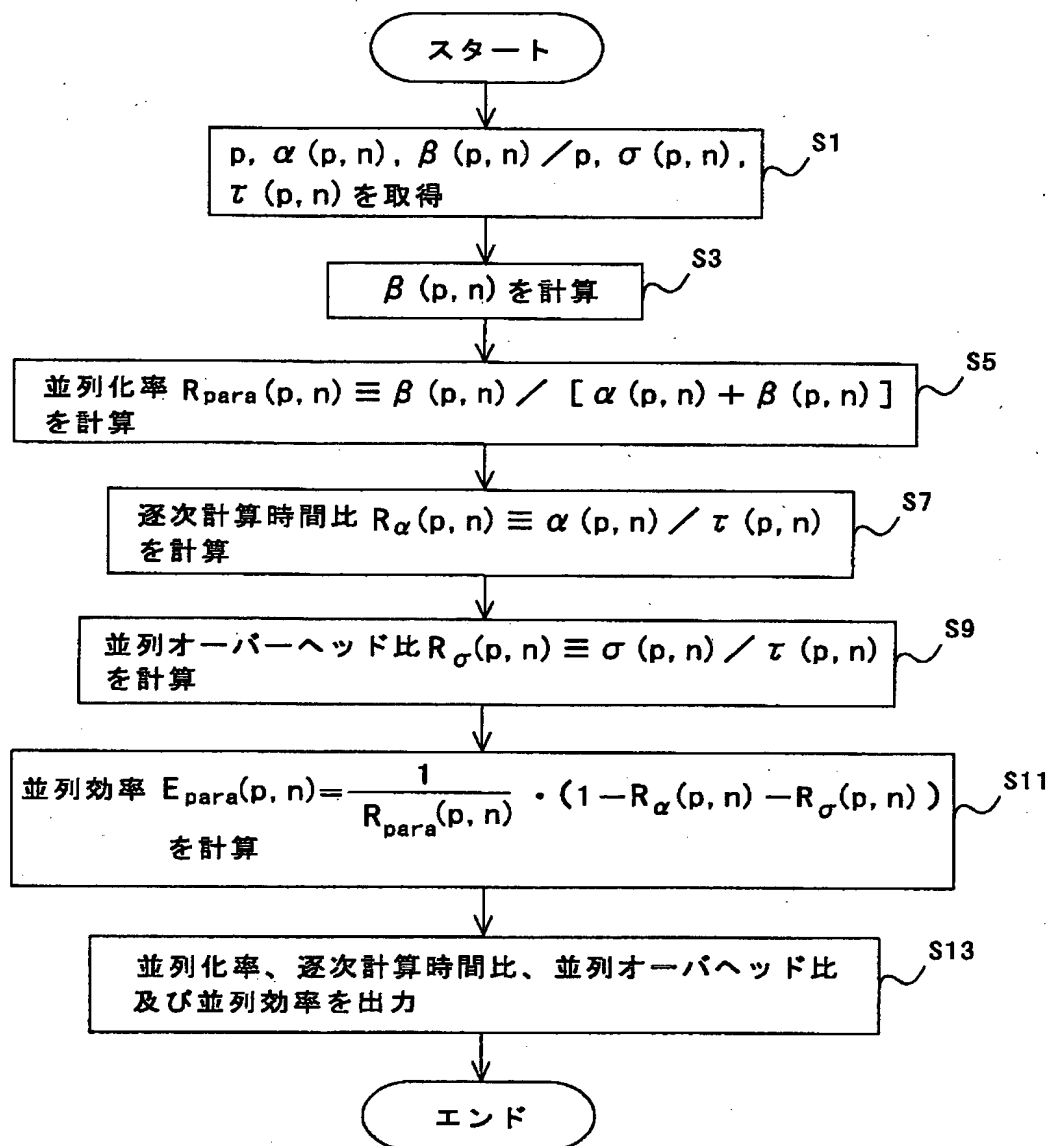 スタート
p, α(p,n), β(p,n)／p, σ(p,n),
τ(p,n)を取得
S1
β(p,n)を計算
S3
並列化率 Rpara(p,n)≡β(p,n)／[α(p,n)+β(p,n)]
を計算
S5
逐次計算時間比 Rα(p,n)≡α(p,n)／τ(p,n)
を計算
S7
並列オーバーヘッド比Rσ(p,n)≡σ(p,n)／τ(p,n)
を計算
S9
並列効率 Epara(p,n)=1/Rpara(p,n)・(1-Rα(p,n)-Rσ(p,n))
を計算
S11
並列化率、逐次計算時間比、並列オーバヘッド比
及び並列効率を出力
S13
エンド